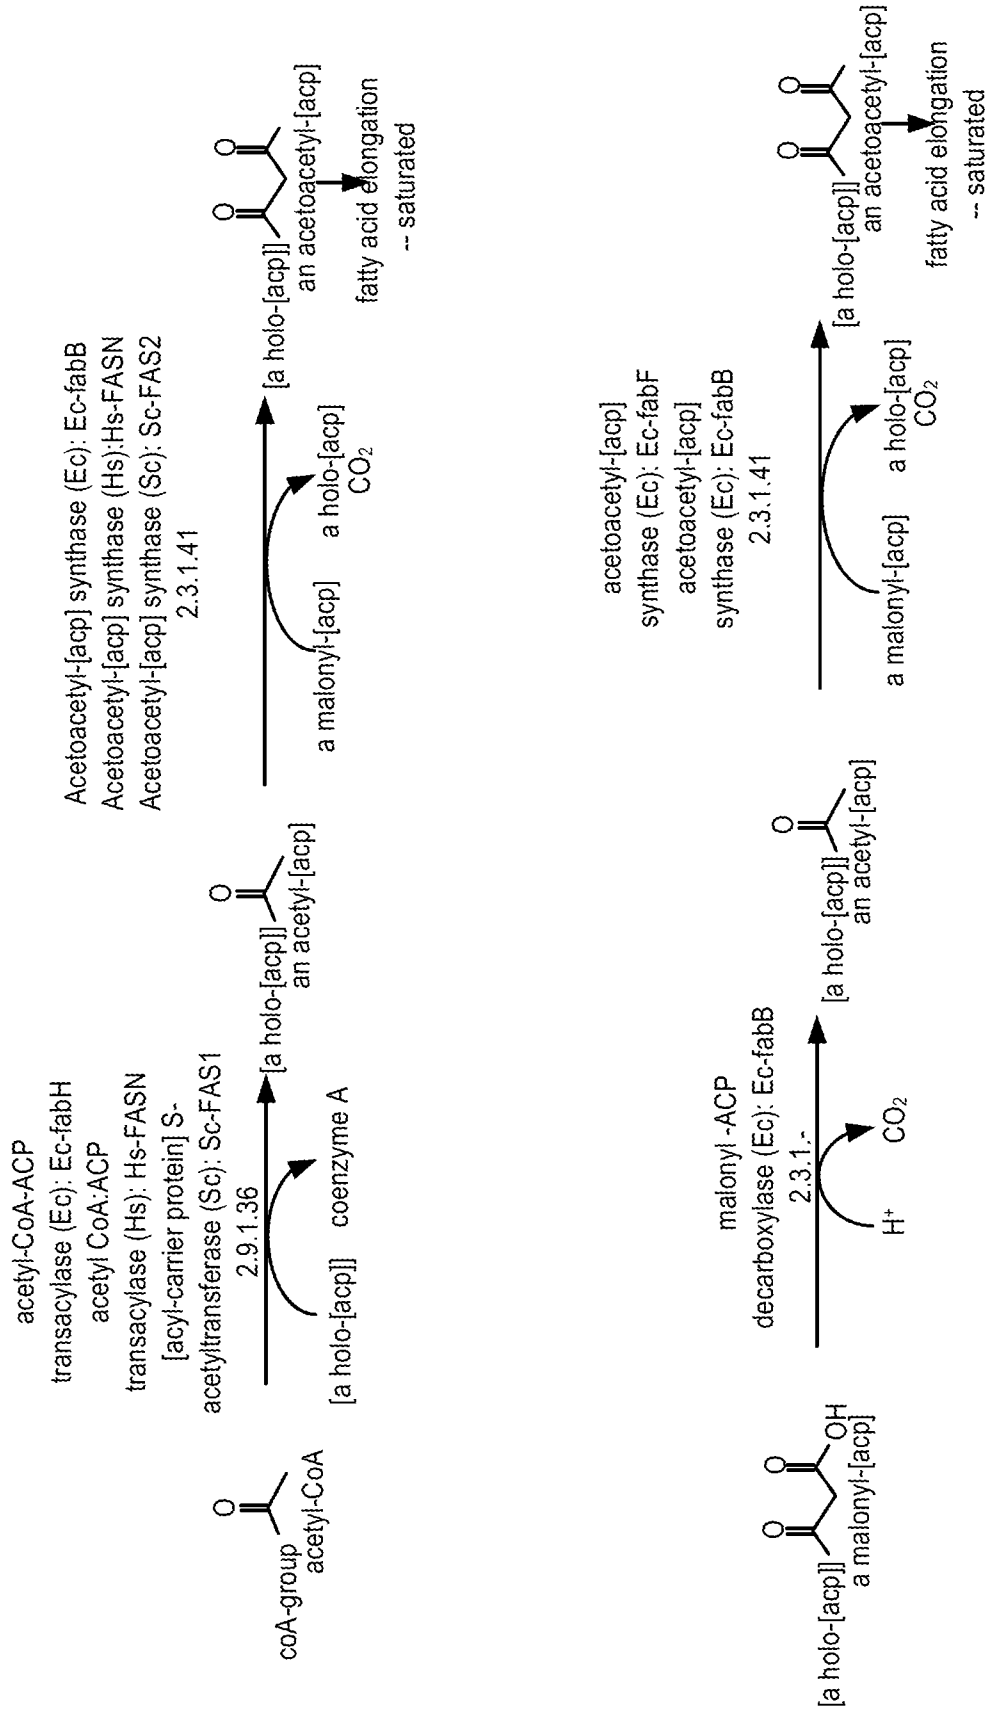 acetyl-CoA-ACP
transacylase (Ec): Ec-fabH
acetyl CoA:ACP
transacylase (Hs): Hs-FASN
[acyl-carrier protein] S-
acetyltransferase (Sc): Sc-FAS1
2.9.1.36
O
coA-group
acetyl-CoA
[a holo-[acp]]
coenzyme A
O
[a holo-[acp]]
an acetyl-[acp]
Acetoacetyl-[acp] synthase (Ec): Ec-fabB
Acetoacetyl-[acp] synthase (Hs):Hs-FASN
Acetoacetyl-[acp] synthase (Sc): Sc-FAS2
2.3.1.41
a malonyl-[acp]
a holo-[acp]
CO2
O O
[a holo-[acp]]
an acetoacetyl-[acp]
fatty acid elongation
-- saturated
O O
OH
[a holo-[acp]]
a malonyl-[acp]
malonyl -ACP
decarboxylase (Ec): Ec-fabB
2.3.1.-
H+
CO2
O
[a holo-[acp]]
an acetyl-[acp]
acetoacetyl-[acp]
synthase (Ec): Ec-fabF
acetoacetyl-[acp]
synthase (Ec): Ec-fabB
2.3.1.41
a malonyl-[acp]
a holo-[acp]
CO2
O O
[a holo-[acp]]
an acetoacetyl-[acp]
fatty acid elongation
-- saturated